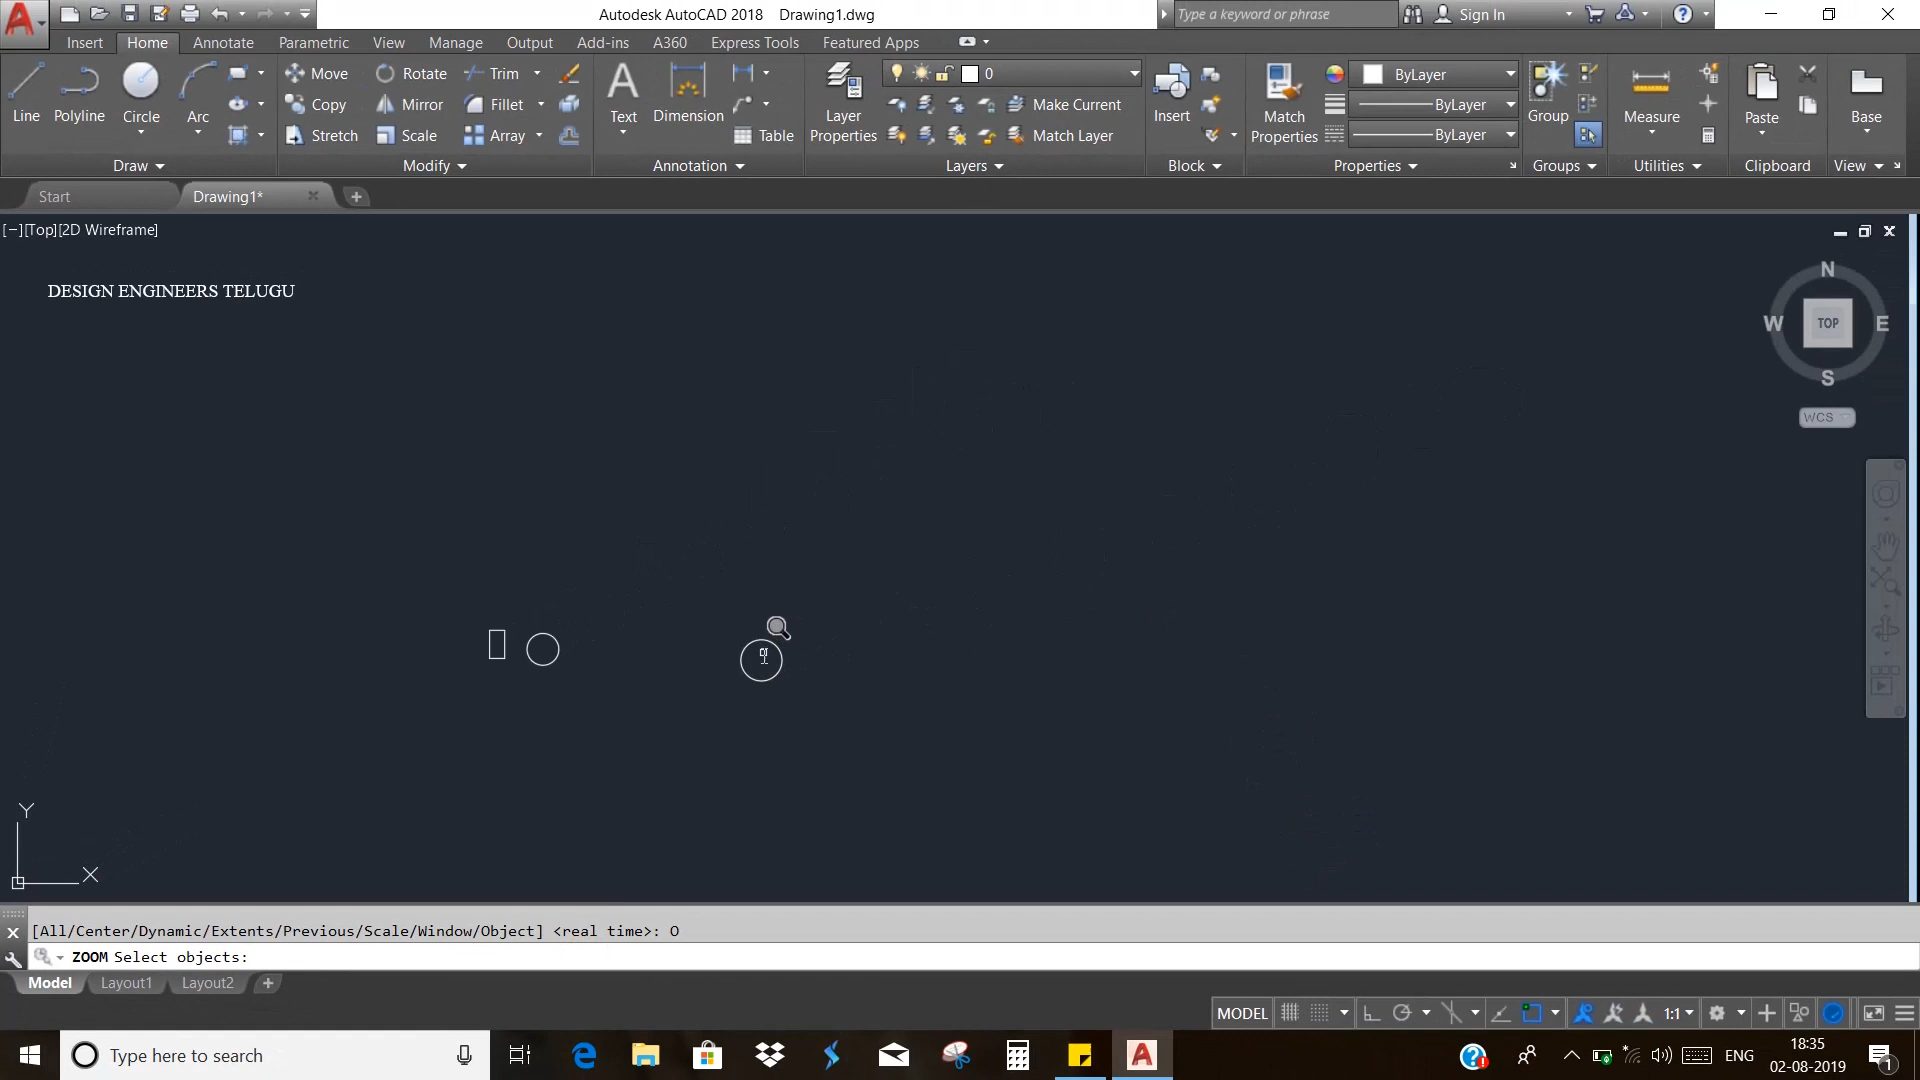 Autodesk AutoCAD 2018 Drawing1.dwg
Type a keyword or phrase
Sign In
Insert Home Annotate Parametric View Manage Output Add-ins A360 Express Tools Featured Apps
Line Polyline Circle Arc
Move Rotate Trim
Copy Mirror Fillet
Stretch Scale Array
Text Dimension
Table
Layer Properties
0
Make Current
Match Layer
Insert
Match Properties
ByLayer
ByLayer
ByLayer
Group
Measure
Paste
Base
Draw Modify Annotation Layers Block Properties Groups Utilities Clipboard View
Start Drawing1*
[−][Top][2D Wireframe]
DESIGN ENGINEERS TELUGU
N
W TOP E
S
WCS
Y
X
[All/Center/Dynamic/Extents/Previous/Scale/Window/Object] <real time>: O
ZOOM Select objects:
Model Layout1 Layout2
MODEL 1:1
Type here to search
ENG
18:35
02-08-2019
1